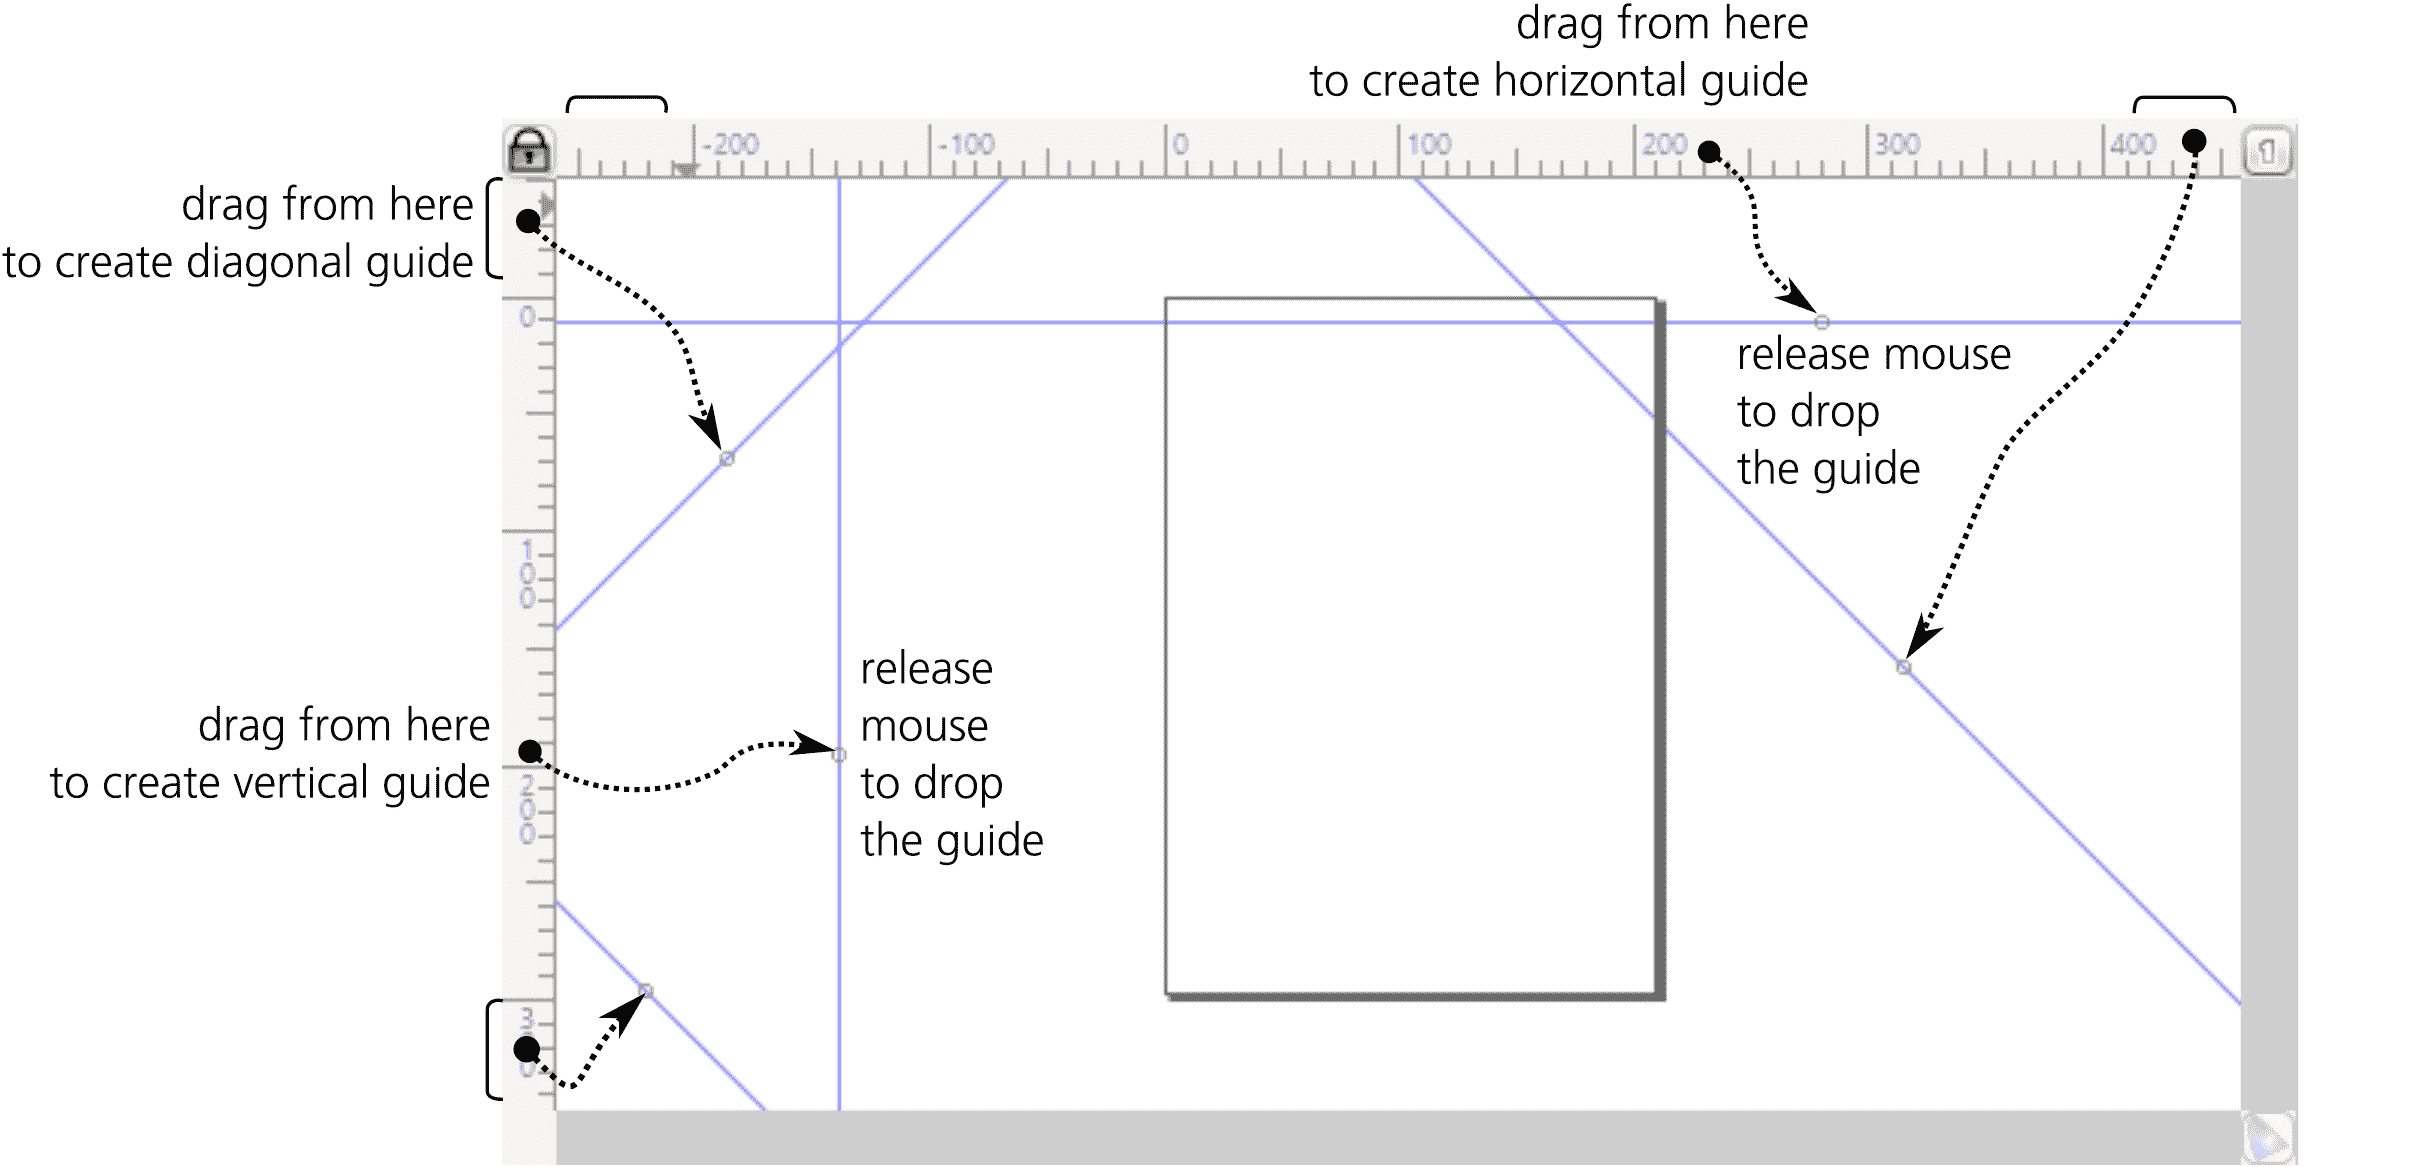 drag from here
to create horizontal guide
-200 -100 0 100 200 300 400
drag from here
to create diagonal guide
0
release mouse
to drop
the guide
100
release
mouse
to drop
the guide
drag from here
to create vertical guide
200
3
0